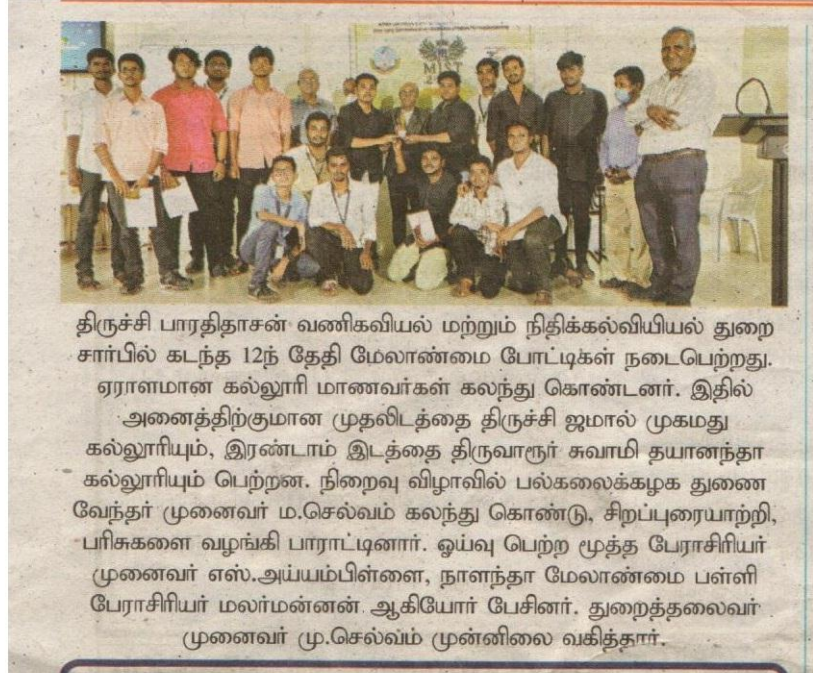 MIST
திருச்சி பாரதிதாசன் வணிகவியல் மற்றும் நிதிக்கல்வியியல் துறை
சார்பில் கடந்த 12ந் தேதி மேலாண்மை போட்டிகள் நடைபெற்றது.
ஏராளமான கல்லூரி மாணவர்கள் கலந்து கொண்டனர். இதில்
அனைத்திற்குமான முதலிடத்தை திருச்சி ஜமால் முகமது
கல்லூரியும், இரண்டாம் இடத்தை திருவாரூர் சுவாமி தயானந்தா
கல்லூரியும் பெற்றன. நிறைவு விழாவில் பல்கலைக்கழக துணை
வேந்தர் முனைவர் ம.செல்வம் கலந்து கொண்டு, சிறப்புரையாற்றி,
பரிசுகளை வழங்கி பாராட்டினார். ஓய்வு பெற்ற மூத்த பேராசிரியர்
முனைவர் எஸ்.அய்யம்பிள்ளை, நாளந்தா மேலாண்மை பள்ளி
பேராசிரியர் மலர்மன்னன் ஆகியோர் பேசினர். துறைத்தலைவர்
முனைவர் மு.செல்வம் முன்னிலை வகித்தார்.